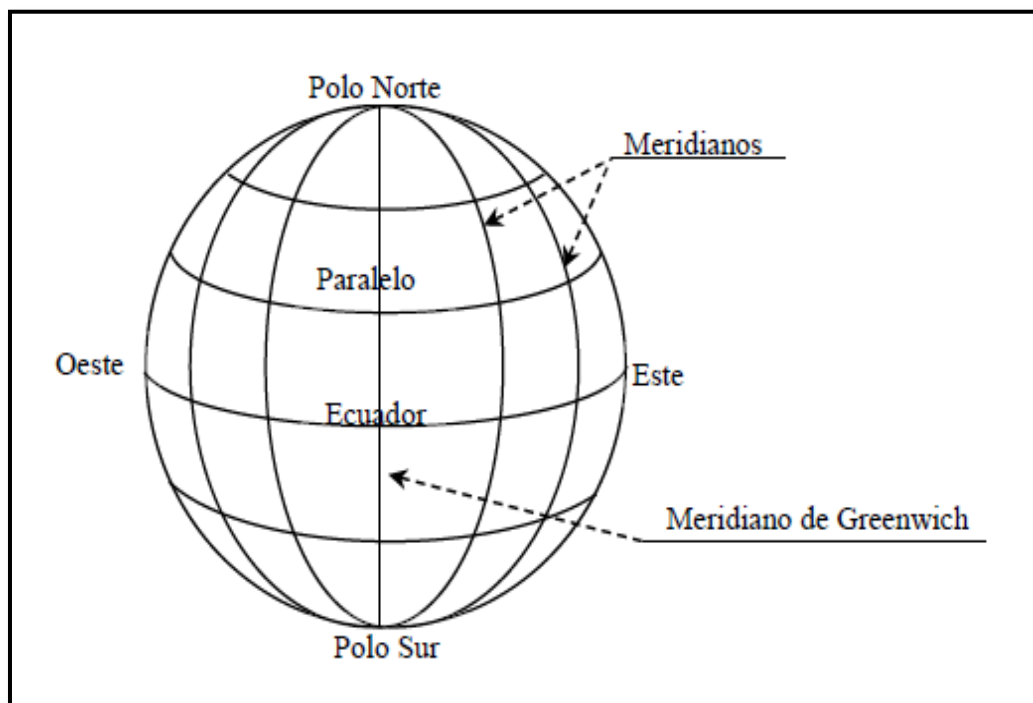 Polo Norte
Meridianos
Paralelo
Oeste
Este
Ecuador
Meridiano de Greenwich
Polo Sur